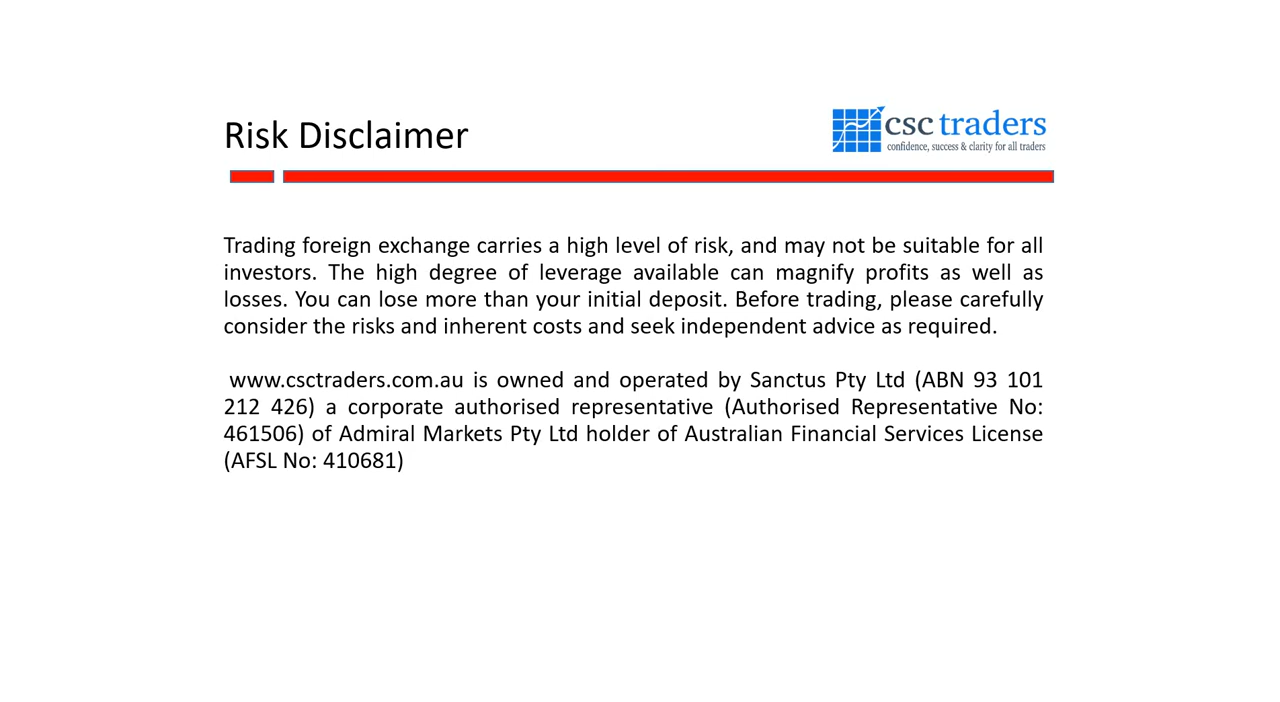 Risk Disclaimer
csc traders
confidence, success & clarity for all traders
Trading foreign exchange carries a high level of risk, and may not be suitable for all
investors. The high degree of leverage available can magnify profits as well as
losses. You can lose more than your initial deposit. Before trading, please carefully
consider the risks and inherent costs and seek independent advice as required.
www.csctraders.com.au is owned and operated by Sanctus Pty Ltd (ABN 93 101
212 426) a corporate authorised representative (Authorised Representative No:
461506) of Admiral Markets Pty Ltd holder of Australian Financial Services License
(AFSL No: 410681)